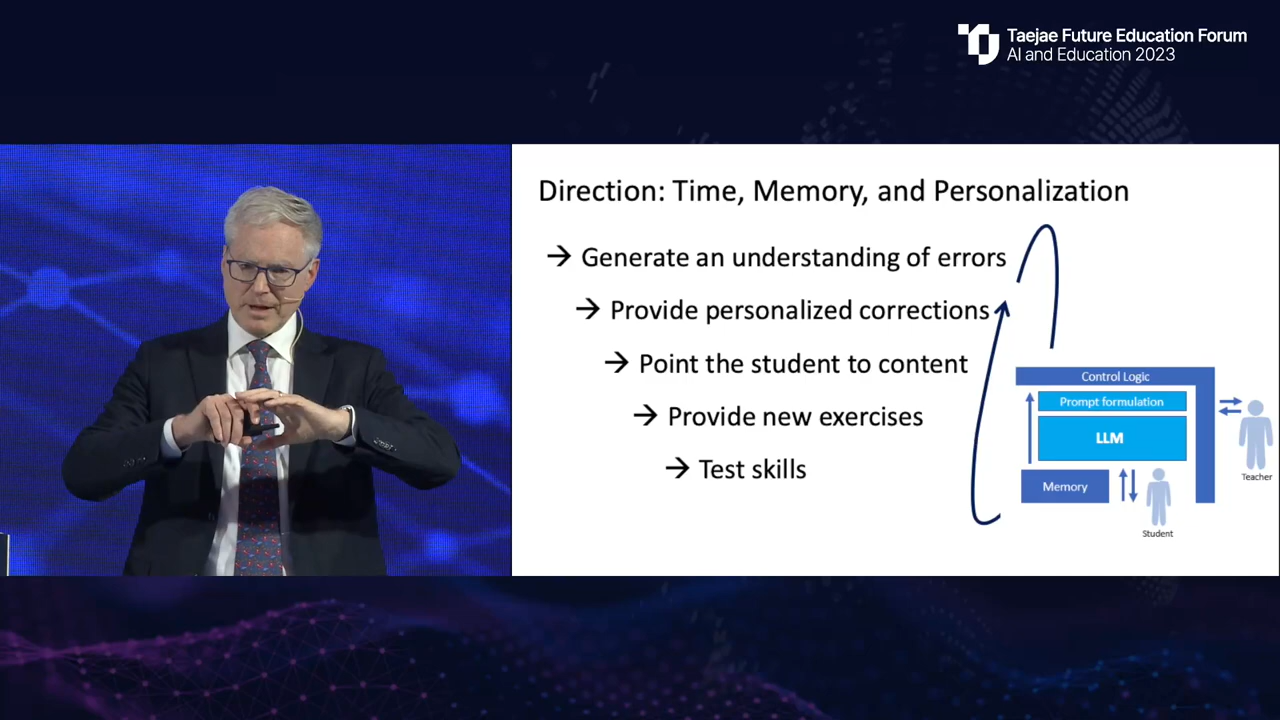 Taejae Future Education Forum
AI and Education 2023
Direction: Time, Memory, and Personalization
→ Generate an understanding of errors
→ Provide personalized corrections
→ Point the student to content
→ Provide new exercises
→ Test skills
Control Logic
Prompt formulation
LLM
Memory
Teacher
Student